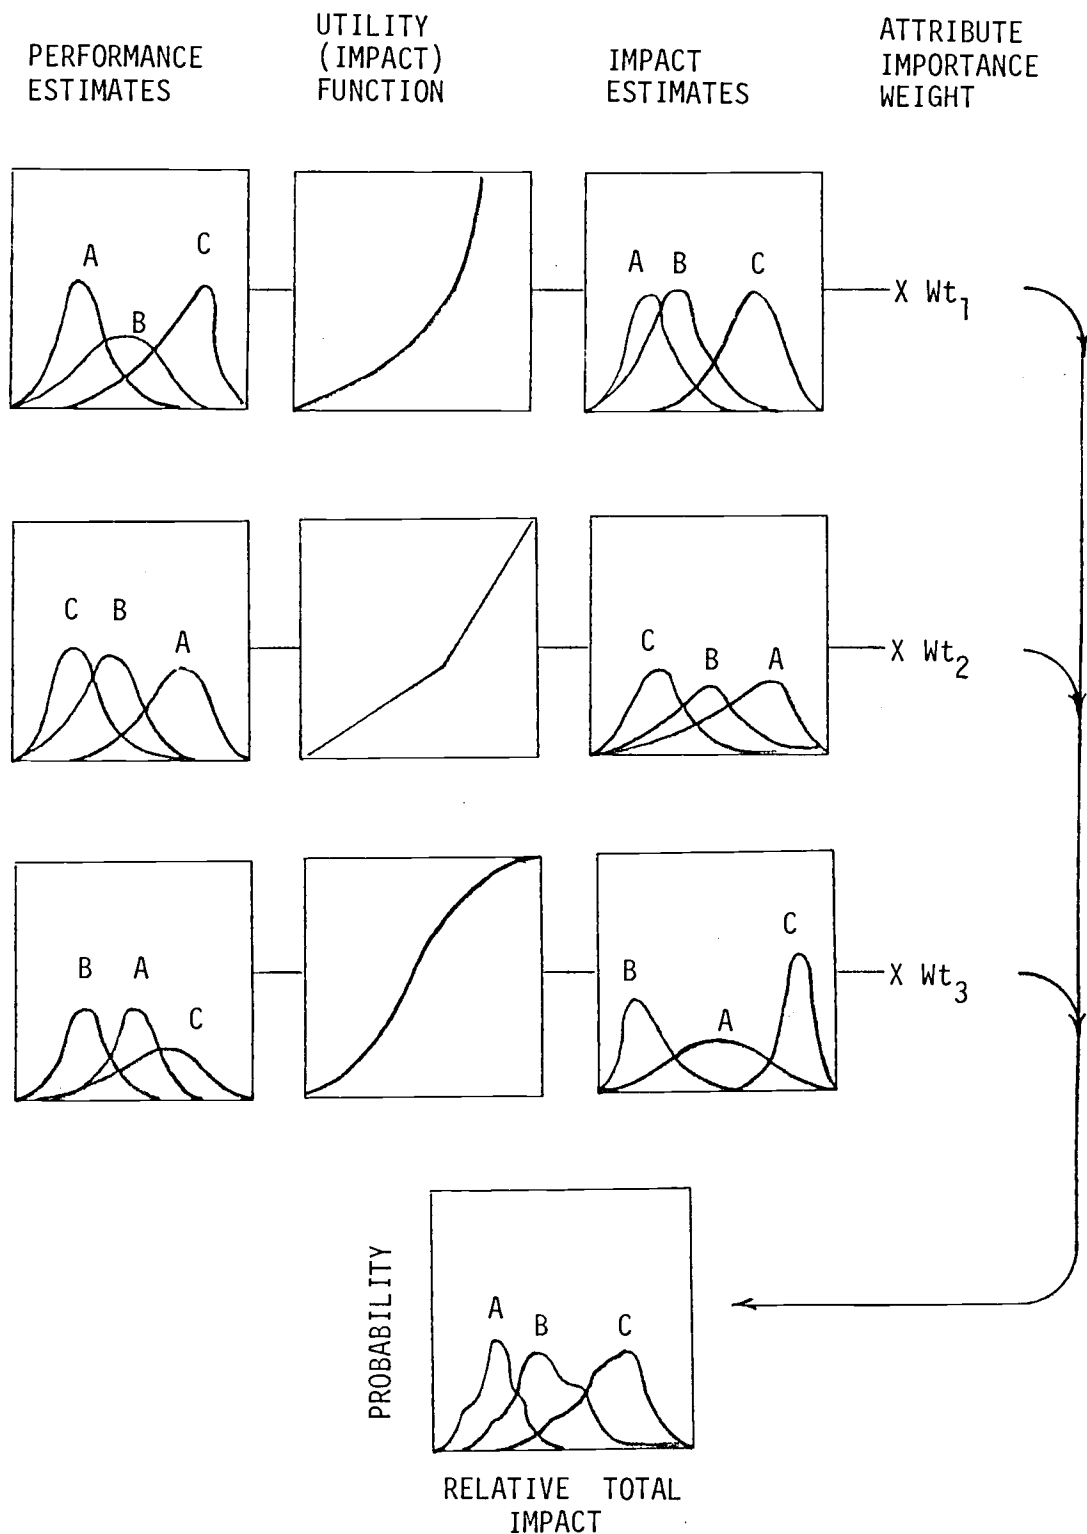 PERFORMANCE
ESTIMATES
UTILITY
(IMPACT)
FUNCTION
IMPACT
ESTIMATES
ATTRIBUTE
IMPORTANCE
WEIGHT
A
B
C
A
B
C
X Wt1
C
B
A
C
B
A
X Wt2
B
A
C
B
A
C
X Wt3
PROBABILITY
A
B
C
RELATIVE TOTAL
IMPACT